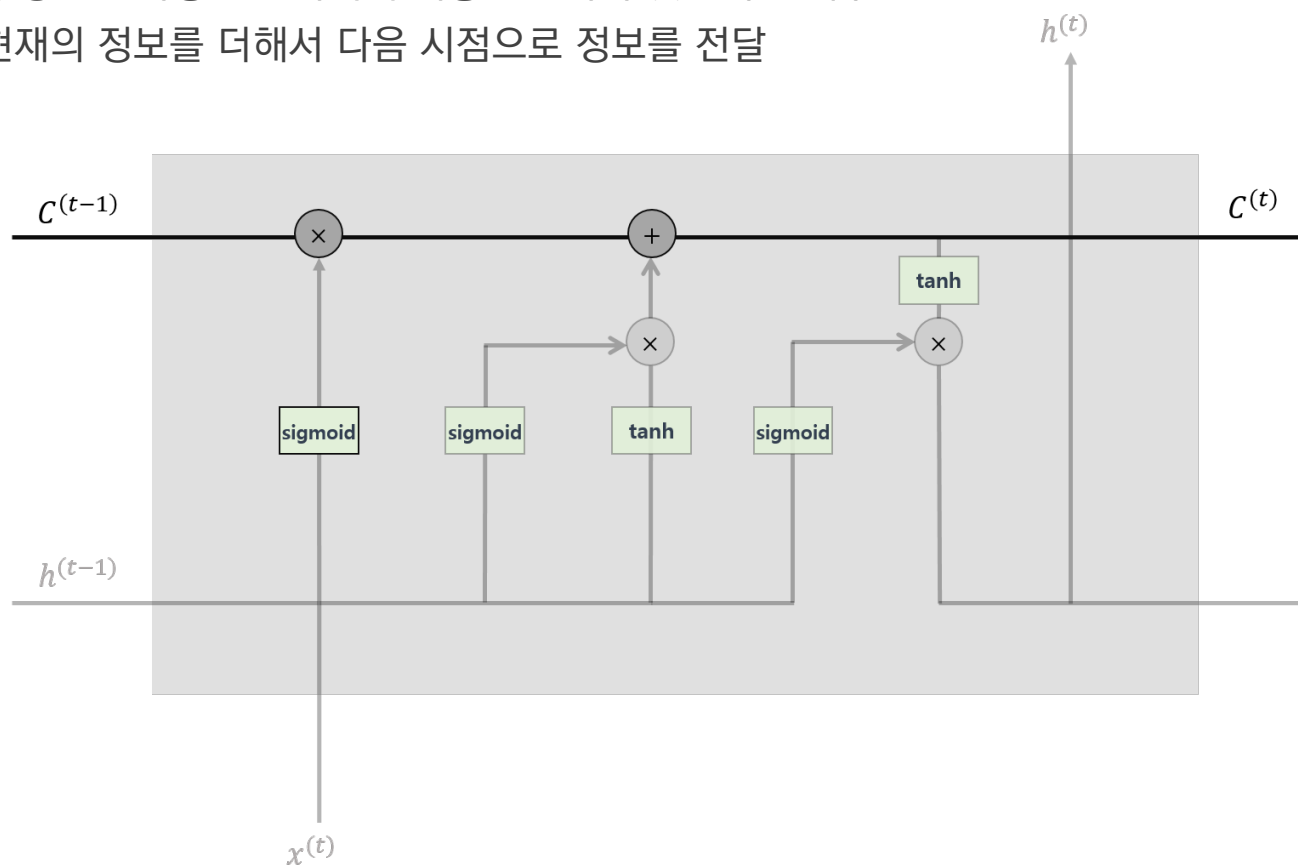 현재의 정보를 더해서 다음 시점으로 정보를 전달
h^(t)
C^(t−1)
C^(t)
×
+
tanh
×
×
sigmoid
sigmoid
tanh
sigmoid
h^(t−1)
x^(t)